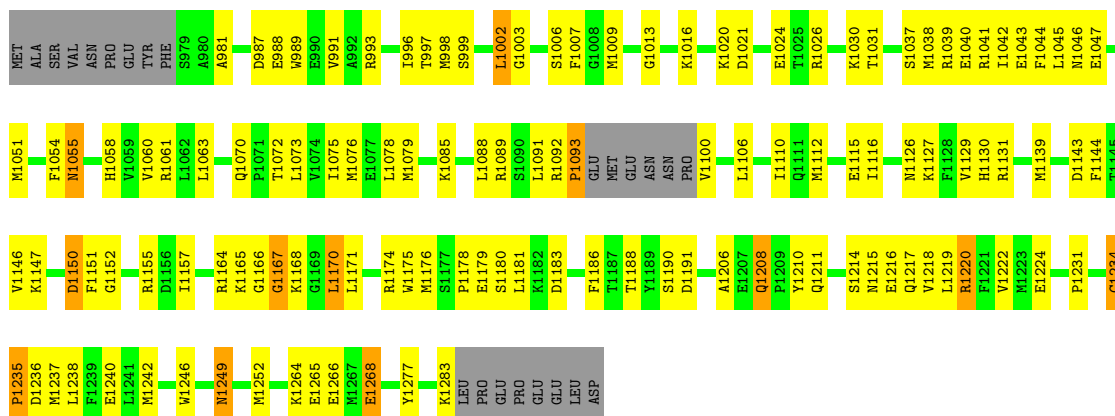 MET ALA SER VAL ASN PRO GLU TYR PHE S979 A980 A981 D987 E988 W989 E990 V991 A992 R993 I996 T997 M998 S999 L1002 G1003 S1006 F1007 G1008 M1009 G1013 K1016 K1020 D1021 E1024 T1025 R1026 K1030 T1031 S1037 M1038 R1039 E1040 R1041 I1042 E1043 F1044 L1045 N1046 E1047
M1051 F1054 N1055 H1058 V1059 V1060 R1061 L1062 L1063 Q1070 P1071 T1072 L1073 V1074 I1075 M1076 E1077 L1078 M1079 K1085 L1088 R1089 S1090 L1091 R1092 P1093 GLU MET GLU ASN ASN PRO V1100 L1106 I1110 Q1111 M1112 E1115 I1116 N1126 K1127 F1128 V1129 H1130 R1131 M1139 D1143 F1144 T1145
V1146 K1147 D1150 F1151 G1152 R1155 D1156 I1157 R1164 K1165 G1166 G1167 K1168 G1169 L1170 L1171 R1174 W1175 M1176 S1177 P1178 E1179 S1180 L1181 K1182 D1183 F1186 T1187 T1188 Y1189 S1190 D1191 A1206 E1207 Q1208 P1209 Y1210 Q1211 S1214 N1215 E1216 Q1217 V1218 L1219 R1220 F1221 V1222 M1223 E1224 P1231 C1234
P1235 D1236 M1237 L1238 F1239 E1240 L1241 M1242 W1246 N1249 M1252 K1264 E1265 E1266 M1267 E1268 Y1277 K1283 LEU PRO GLU PRO GLU GLU LEU ASP